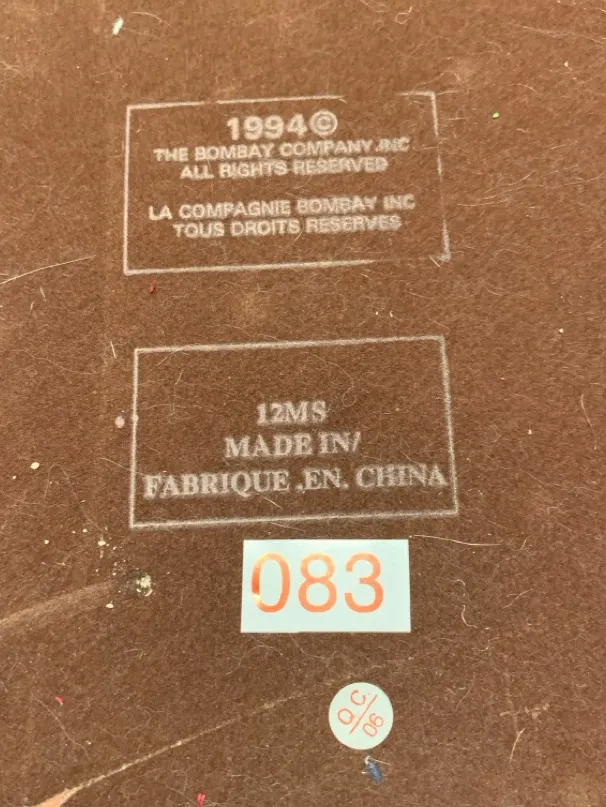 1994©
THE BOMBAY COMPANY,INC
ALL RIGHTS RESERVED
LA COMPAGNIE BOMBAY INC
TOUS DROITS RESERVES
12MS
MADE IN/
FABRIQUE .EN. CHINA
083
Q.C.
06